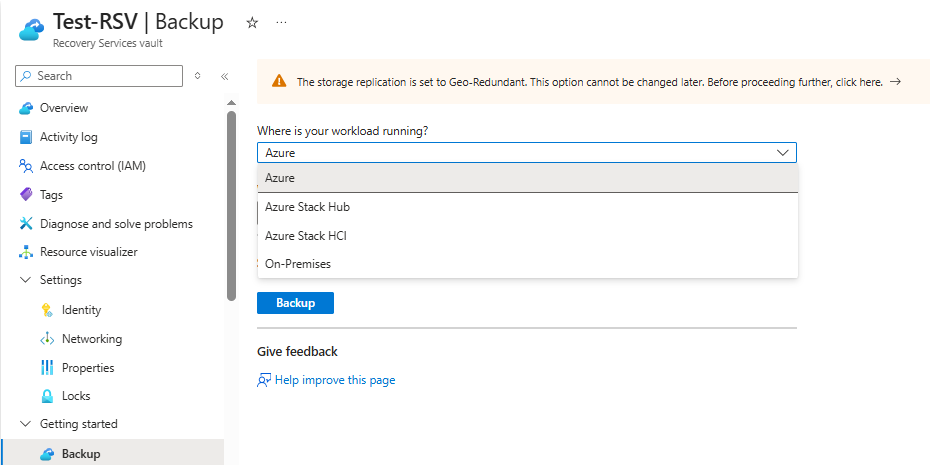 Test-RSV | Backup
Recovery Services vault
Search
Overview
Activity log
Access control (IAM)
Tags
Diagnose and solve problems
Resource visualizer
Settings
Identity
Networking
Properties
Locks
Getting started
Backup
The storage replication is set to Geo-Redundant. This option cannot be changed later. Before proceeding further, click here. →
Where is your workload running?
Azure
Azure
Azure Stack Hub
Azure Stack HCI
On-Premises
Backup
Give feedback
Help improve this page